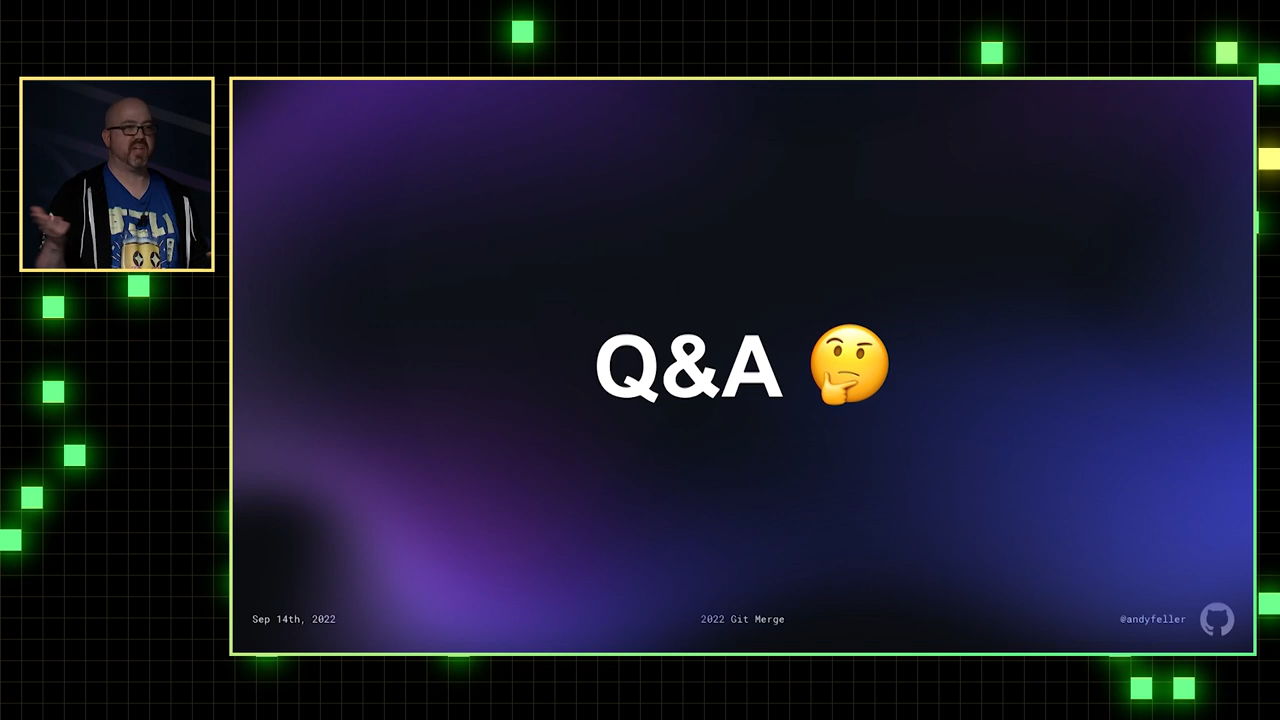 Q&A 🤔
Sep 14th, 2022
2022 Git Merge
@andyfeller